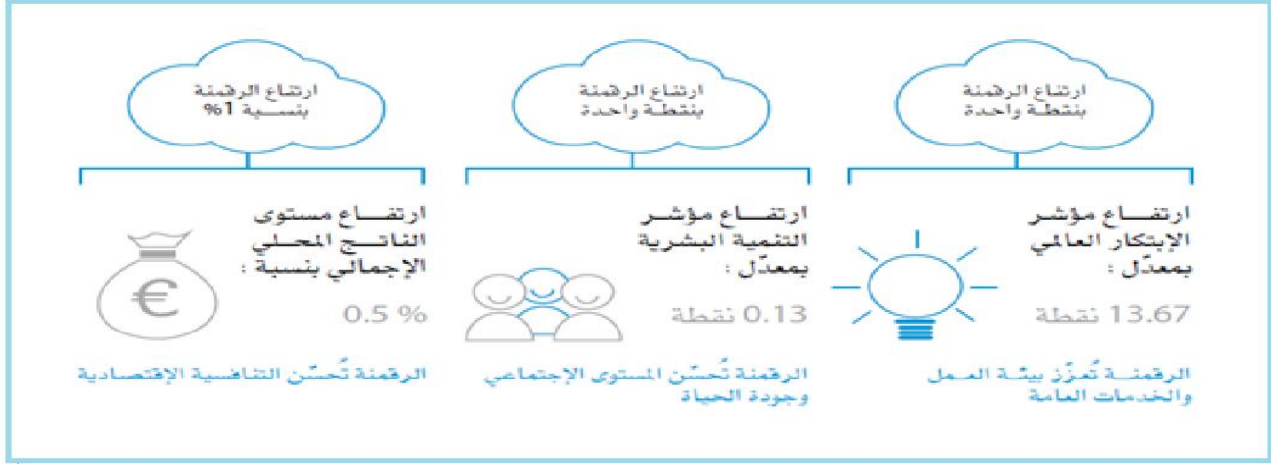 ارتفاع الرقمنة
بنقطة واحدة
ارتفاع مؤشر
الإبتكار العالمي
بمعدّل :
13.67 نقطة
الرقمنة تُعزّز بيئة العمل
والخدمات العامة
ارتفاع الرقمنة
بنقطة واحدة
ارتفاع مؤشر
التنمية البشرية
بمعدّل :
0.13 نقطة
الرقمنة تُحسّن المستوى الإجتماعي
وجودة الحياة
ارتفاع الرقمنة
بنسبة 1%
ارتفاع مستوى
الناتج المحلي
الإجمالي بنسبة :
0.5 %
€
الرقمنة تُحسّن التنافسية الإقتصادية